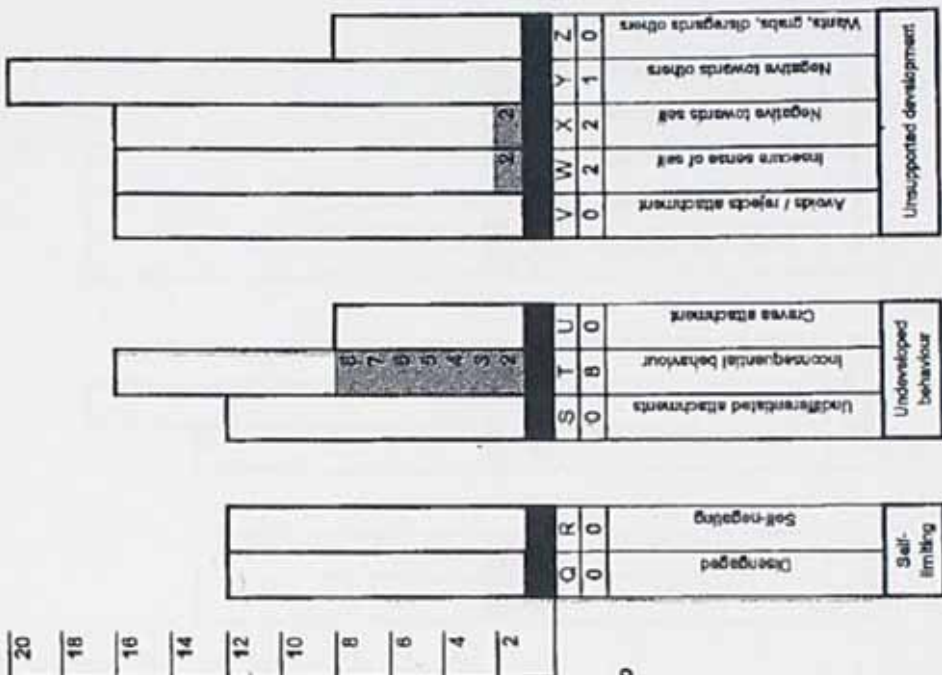 20
18
16
14
12
10
8
6
4
2
8
7
6
5
4
3
2
2
2
Q R S T U V W X Y Z
0 0 0 8 0 0 2 2 1 0
Disengaged
Self-negating
Undifferentiated attachments
Inconsequential behaviour
Craves attachment
Avoids / rejects attachment
Insecure sense of self
Negative towards self
Negative towards others
Wants, grabs, disregards others
Self-
limiting
Undeveloped
behaviour
Unsupported development